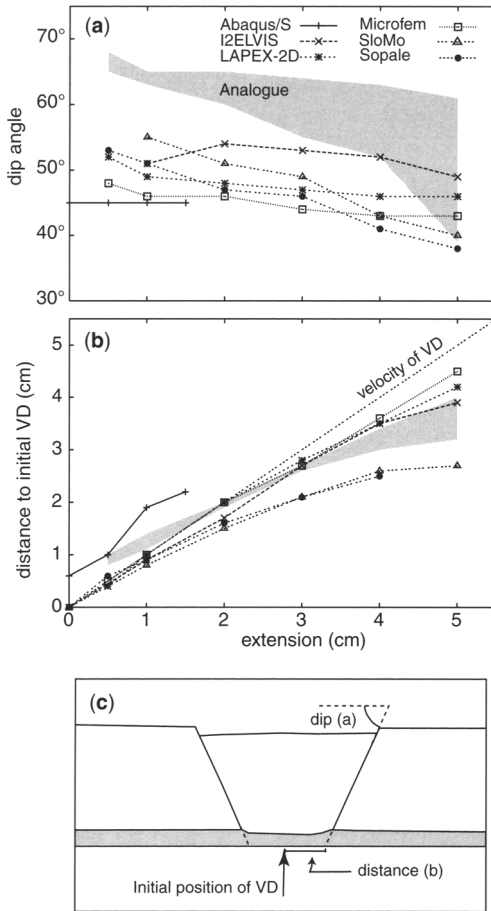 (a)
Abaqus/S
I2ELVIS
LAPEX-2D
Microfem
SloMo
Sopale
Analogue
dip angle
70°
60°
50°
40°
30°
(b)
velocity of VD
distance to initial VD (cm)
5
4
3
2
1
0
0 1 2 3 4 5
extension (cm)
(c)
dip (a)
distance (b)
Initial position of VD